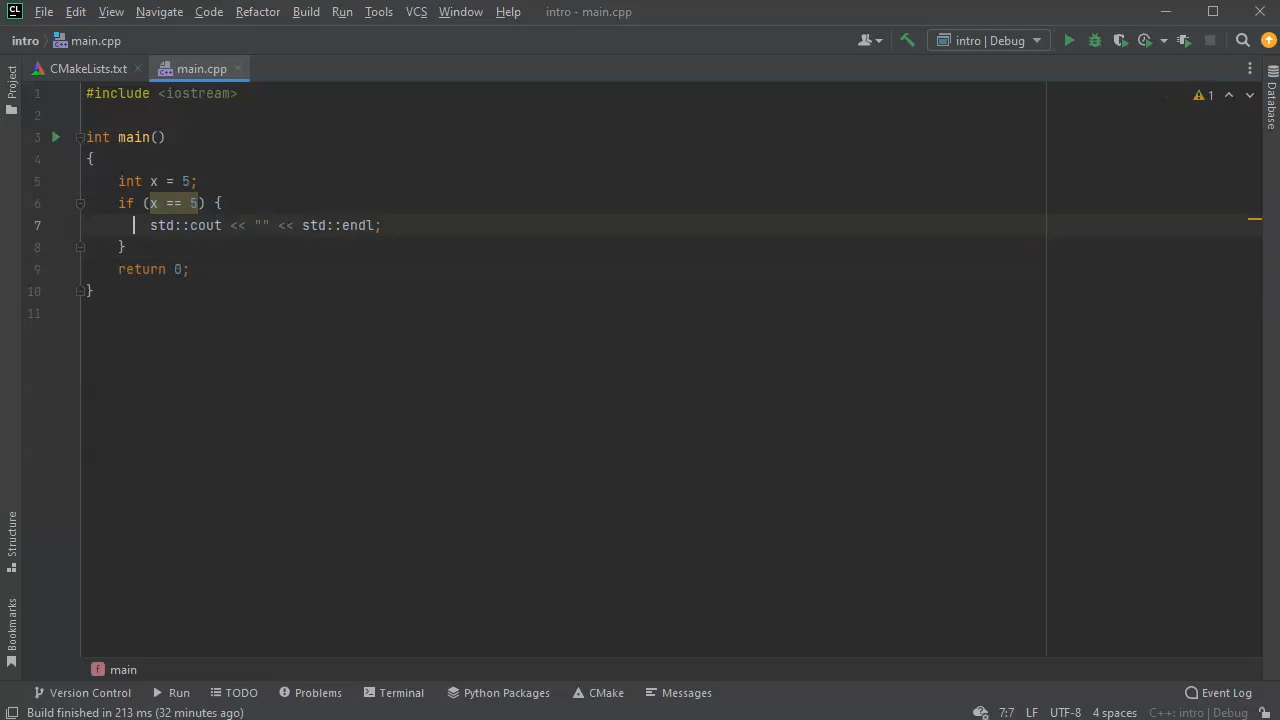 CL File Edit View Navigate Code Refactor Build Run Tools VCS Window Help intro - main.cpp
intro main.cpp intro | Debug
Project CMakeLists.txt main.cpp Database
1 #include <iostream> 1
2
3 int main()
4 {
5 int x = 5;
6 if (x == 5) {
7 std::cout << "" << std::endl;
8 }
9 return 0;
10 }
11
Structure
Bookmarks
f main
Version Control Run TODO Problems Terminal Python Packages CMake Messages Event Log
Build finished in 213 ms (32 minutes ago) 7:7 LF UTF-8 4 spaces C++: intro | Debug